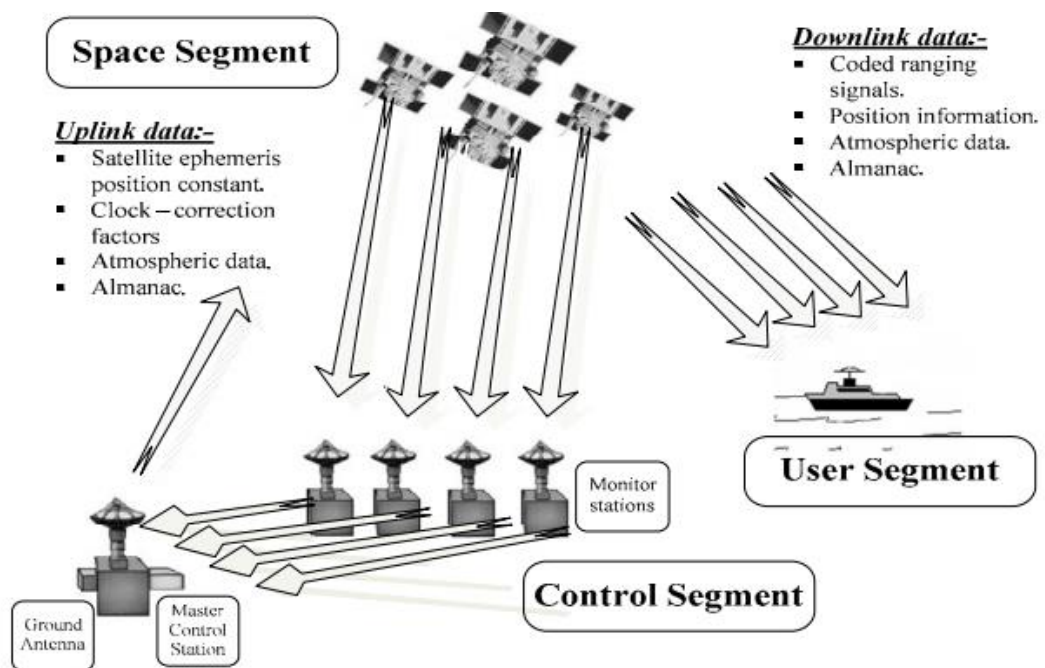 Space Segment
Downlink data:-
▪ Coded ranging
signals.
▪ Position information.
▪ Atmospheric data.
▪ Almanac.
Uplink data:-
▪ Satellite ephemeris
position constant.
▪ Clock – correction
factors
▪ Atmospheric data.
▪ Almanac.
User Segment
Monitor
stations
Control Segment
Ground
Antenna
Master
Control
Station